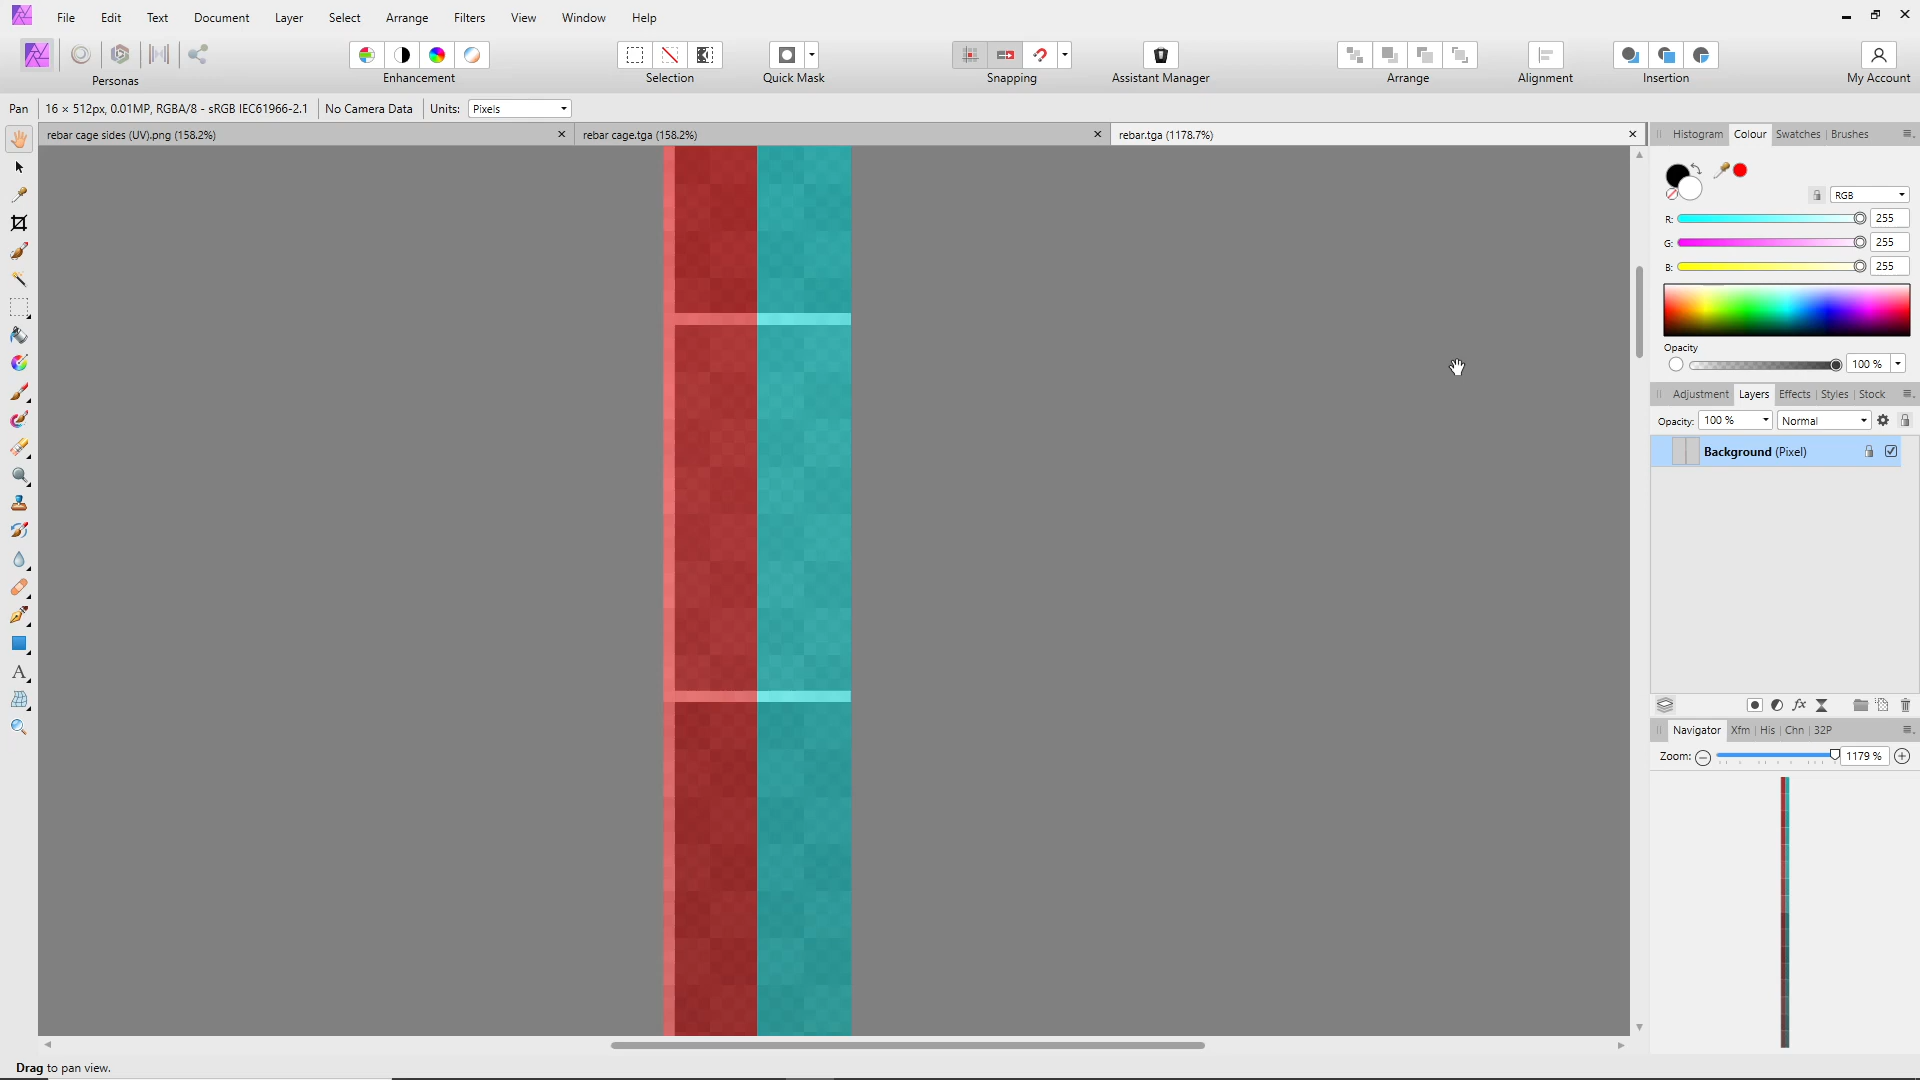 File Edit Text Document Layer Select Arrange Filters View Window Help
Personas Enhancement Selection Quick Mask Snapping Assistant Manager Arrange Alignment Insertion My Account
Pan 16 × 512px, 0.01MP, RGBA/8 - sRGB IEC61966-2.1 No Camera Data Units: Pixels
rebar cage sides (UV).png (158.2%) rebar cage.tga (158.2%) rebar.tga (1178.7%)
Histogram Colour Swatches Brushes
RGB
R: 255
G: 255
B: 255
Opacity
100 %
Adjustment Layers Effects Styles Stock
Opacity: 100 % Normal
Background (Pixel)
Navigator Xfm His Chn 32P
Zoom: 1179 %
Drag to pan view.